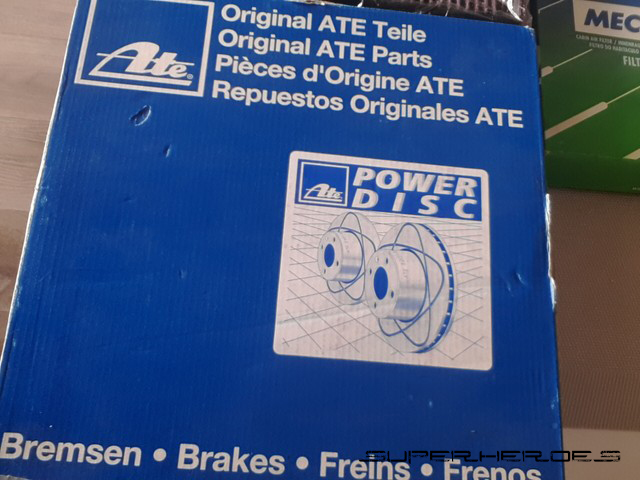 Ate
Original ATE Teile
Original ATE Parts
Pièces d'Origine ATE
Repuestos Originales ATE
MEC
FILT
Ate
POWER
DISC
Bremsen • Brakes • Freins • Frenos
SUPERHEROES